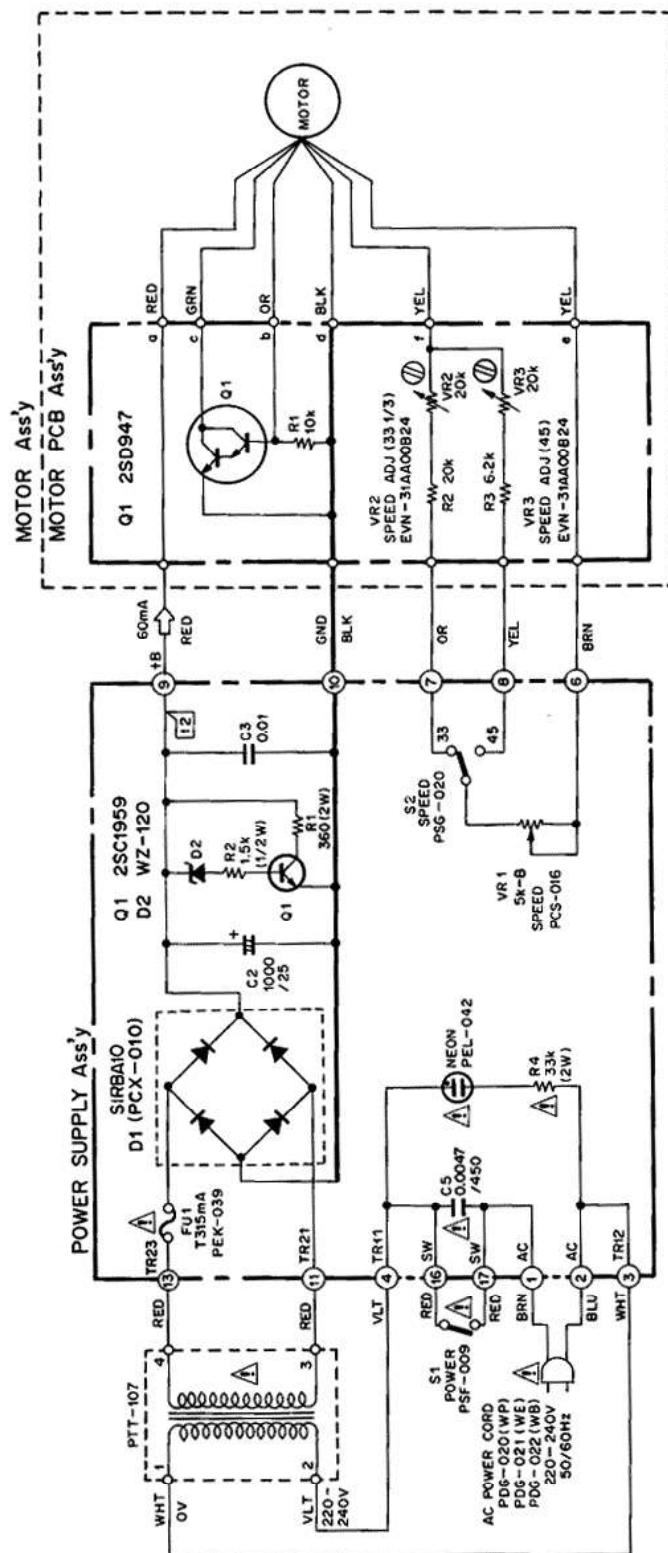 MOTOR Ass'y
MOTOR PCB Ass'y
POWER SUPPLY Ass'y
PTT-107
WHT
1
0V
VLT
2
220-
240V
4
RED
13
TR23
3
RED
11
TR21
FU1
T315mA
PEK-039
S1RBA10
D1 (PCX-010)
Q1 2SC1959
D2 WZ-120
C2
1000
/25
+
D2
R2
1.5k
(1/2W)
Q1
R1
360(2W)
C3
0.01
12
9
+B
60mA
RED
10
GND
BLK
Q1 2SD947
Q1
R1
10k
a
RED
c
GRN
b
OR
d
BLK
f
YEL
e
YEL
MOTOR
VLT
4
TR11
RED
16
SW
RED
17
SW
BRN
1
AC
BLU
2
AC
WHT
3
TR12
S1
POWER
PSF-009
AC POWER CORD
PDG-020(WP)
PDG-021(WE)
PDG-022(WB)
220-240V
50/60Hz
C5
0.0047
/450
NEON
PEL-042
R4
33k
(2W)
S2
SPEED
PSG-020
33
45
VR1
5k-B
SPEED
PCS-016
7
OR
8
YEL
6
BRN
VR2
SPEED ADJ (33 1/3)
EVN-31AA00B24
R2 20k
VR2
20k
R3 6.2k
VR3
20k
VR3
SPEED ADJ (45)
EVN-31AA00B24